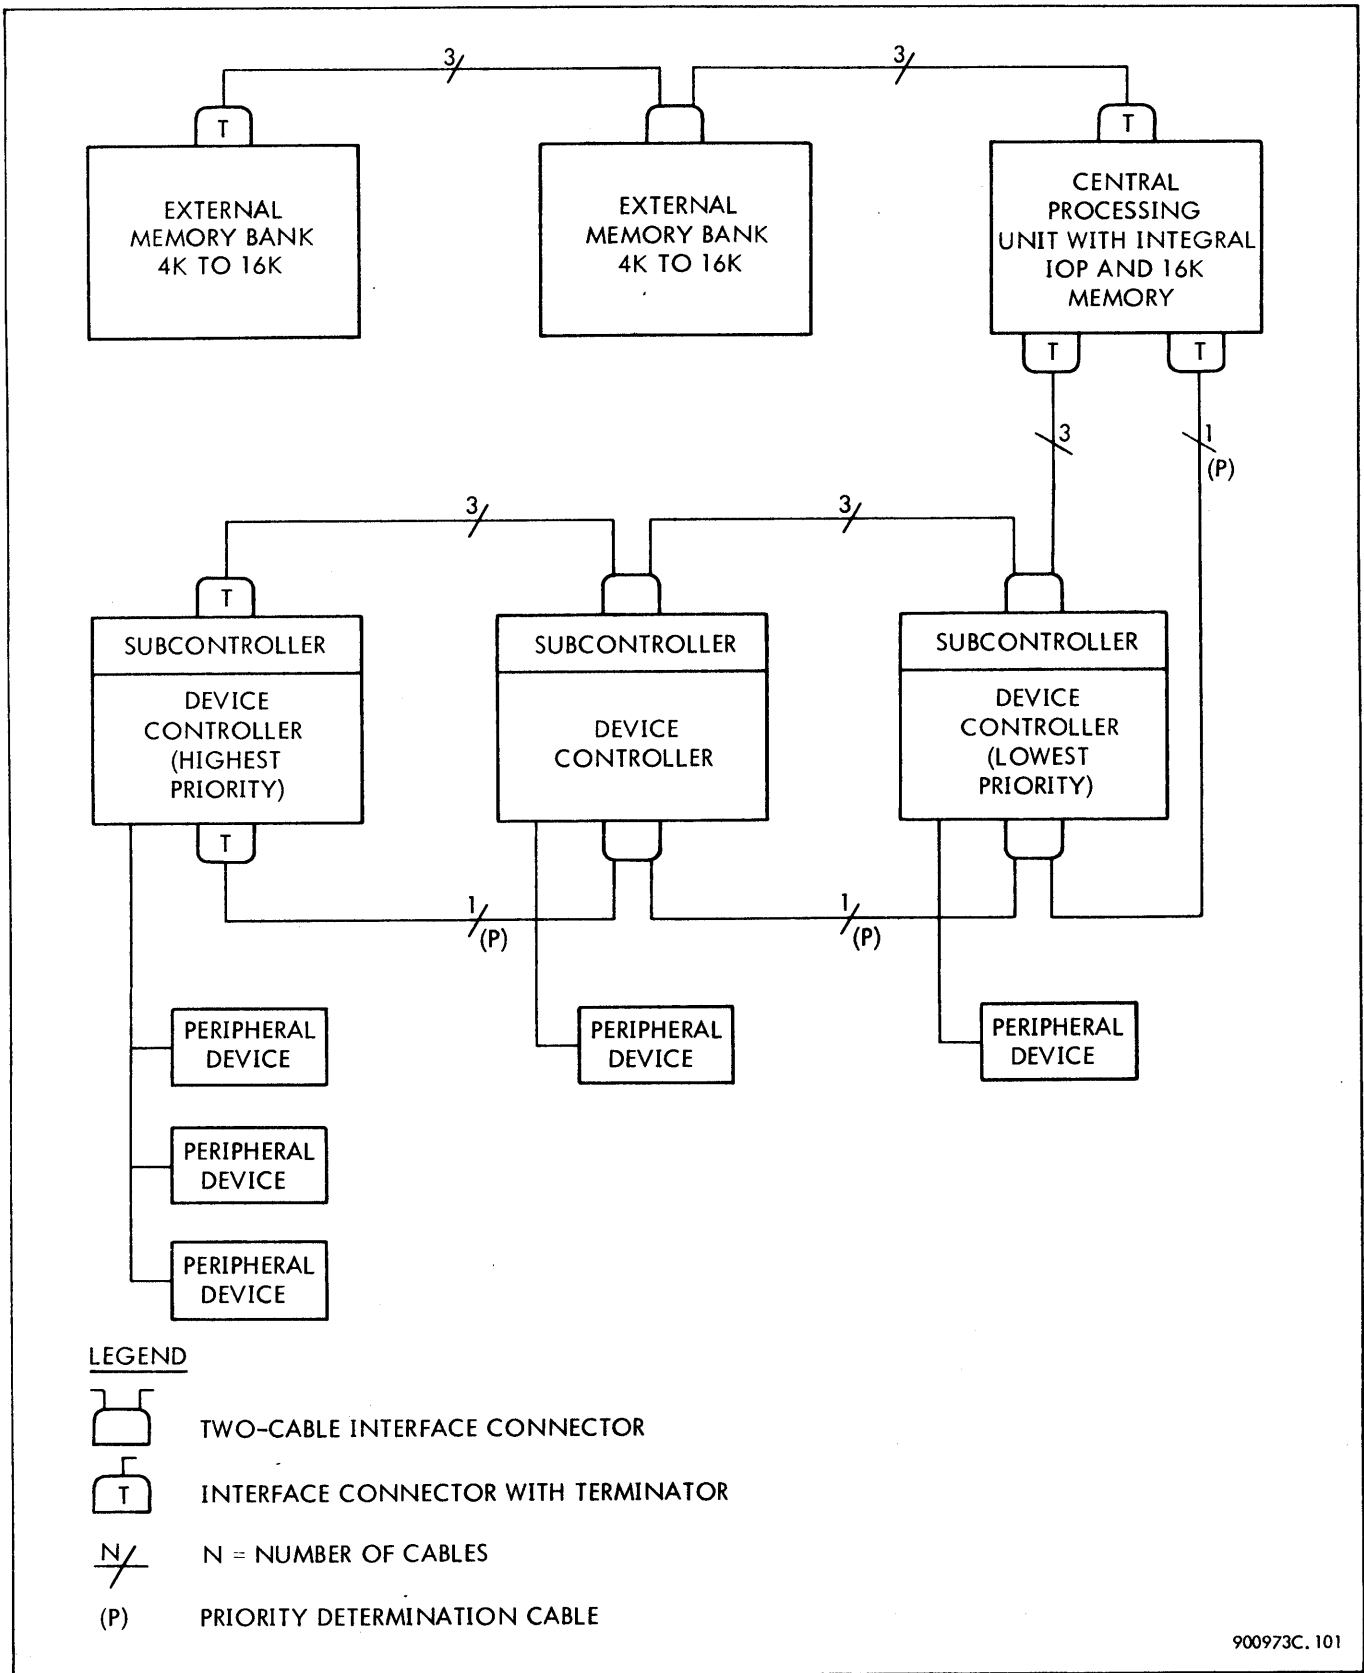 3
3
T
T
EXTERNAL
MEMORY BANK
4K TO 16K
EXTERNAL
MEMORY BANK
4K TO 16K
CENTRAL
PROCESSING
UNIT WITH INTEGRAL
IOP AND 16K
MEMORY
T
T
3
1
(P)
3
3
T
SUBCONTROLLER
DEVICE
CONTROLLER
(HIGHEST
PRIORITY)
T
SUBCONTROLLER
DEVICE
CONTROLLER
SUBCONTROLLER
DEVICE
CONTROLLER
(LOWEST
PRIORITY)
1
(P)
1
(P)
PERIPHERAL
DEVICE
PERIPHERAL
DEVICE
PERIPHERAL
DEVICE
PERIPHERAL
DEVICE
PERIPHERAL
DEVICE
LEGEND
TWO-CABLE INTERFACE CONNECTOR
T INTERFACE CONNECTOR WITH TERMINATOR
N N = NUMBER OF CABLES
(P) PRIORITY DETERMINATION CABLE
900973C. 101